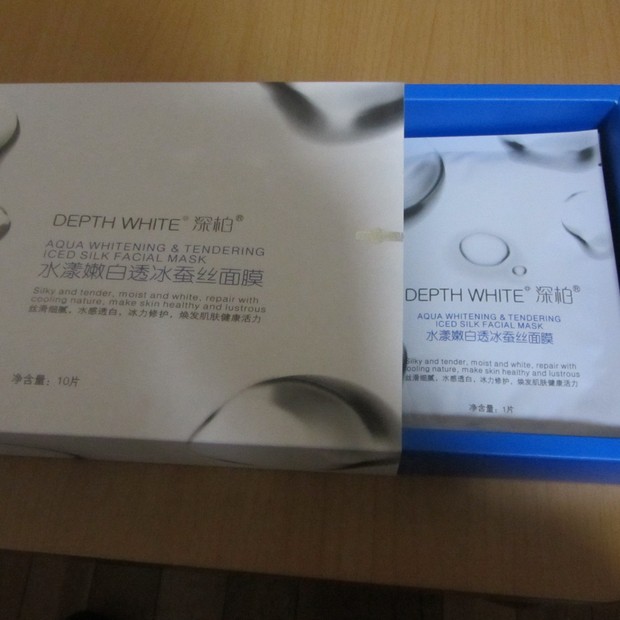 DEPTH WHITE® 深柏®
AQUA WHITENING & TENDERING
ICED SILK FACIAL MASK
水漾嫩白透冰蚕丝面膜
Silky and tender, moist and white, repair with
cooling nature, make skin healthy and lustrous
丝滑细腻，水感透白，冰力修护，焕发肌肤健康活力
净含量：10片
DEPTH WHITE® 深柏®
AQUA WHITENING & TENDERING
ICED SILK FACIAL MASK
水漾嫩白透冰蚕丝面膜
Silky and tender, moist and white, repair with
cooling nature, make skin healthy and lustrous
丝滑细腻，水感透白，冰力修护，焕发肌肤健康活力
净含量：1片